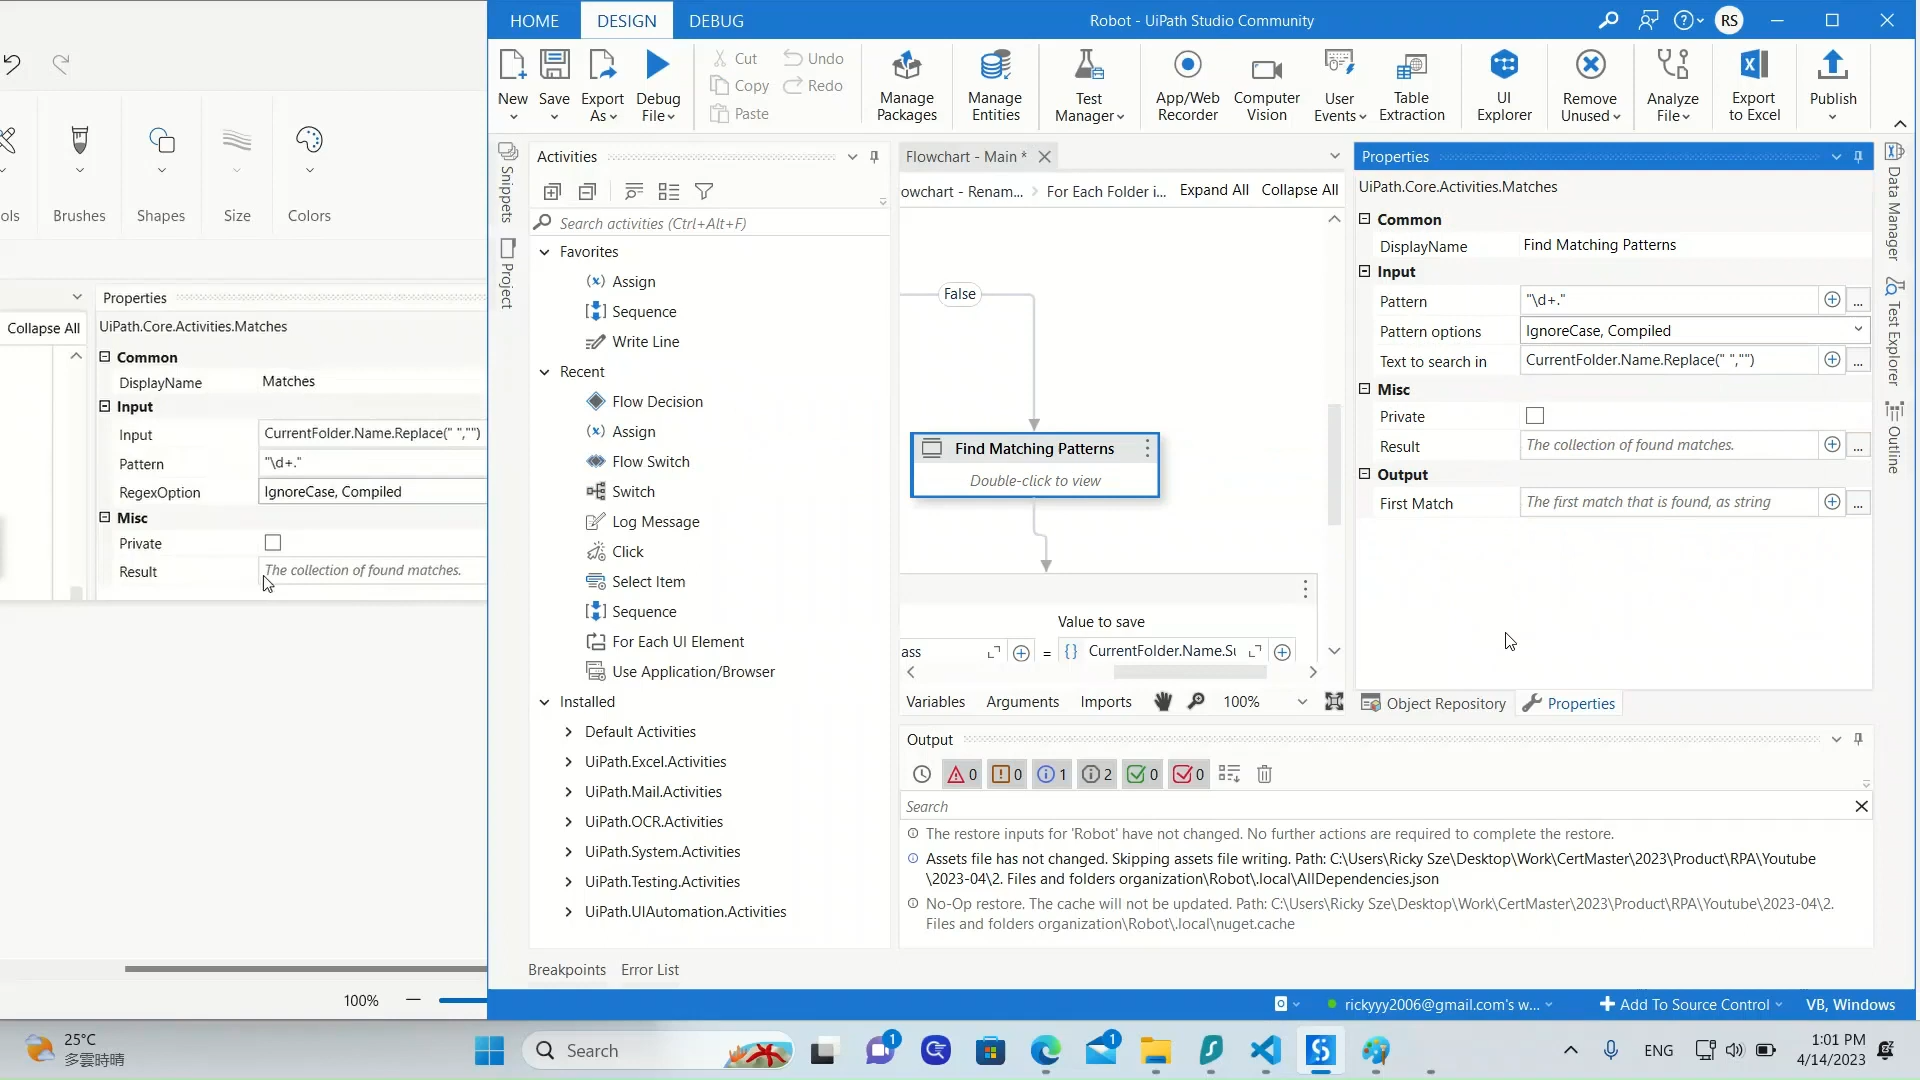 HOME DESIGN DEBUG Robot - UiPath Studio Community RS
New Save Export As Debug File Cut Copy Paste Undo Redo Manage Packages Manage Entities Test Manager App/Web Recorder Computer Vision User Events Table Extraction UI Explorer Remove Unused Analyze File Export to Excel Publish
ols Brushes Shapes Size Colors
Properties
Collapse All UiPath.Core.Activities.Matches
Common
DisplayName Matches
Input
Input CurrentFolder.Name.Replace(" ","")
Pattern "\d+."
RegexOption IgnoreCase, Compiled
Misc
Private
Result The collection of found matches.
100%
Snippets
Project
Activities
Search activities (Ctrl+Alt+F)
Favorites
Assign
Sequence
Write Line
Recent
Flow Decision
Assign
Flow Switch
Switch
Log Message
Click
Select Item
Sequence
For Each UI Element
Use Application/Browser
Installed
Default Activities
UiPath.Excel.Activities
UiPath.Mail.Activities
UiPath.OCR.Activities
UiPath.System.Activities
UiPath.Testing.Activities
UiPath.UIAutomation.Activities
Flowchart - Main *
owchart - Renam... For Each Folder i... Expand All Collapse All
False
Find Matching Patterns
Double-click to view
Value to save
ass = CurrentFolder.Name.Su
Variables Arguments Imports 100%
Properties
UiPath.Core.Activities.Matches
Common
DisplayName Find Matching Patterns
Input
Pattern "\d+." ...
Pattern options IgnoreCase, Compiled
Text to search in CurrentFolder.Name.Replace(" ","") ...
Misc
Private
Result The collection of found matches. ...
Output
First Match The first match that is found, as string ...
Object Repository Properties
Data Manager
Test Explorer
Outline
Output
0 0 1 2 0 0
Search
The restore inputs for 'Robot' have not changed. No further actions are required to complete the restore.
Assets file has not changed. Skipping assets file writing. Path: C:\Users\Ricky Sze\Desktop\Work\CertMaster\2023\Product\RPA\Youtube
\2023-04\2. Files and folders organization\Robot\.local\AllDependencies.json
No-Op restore. The cache will not be updated. Path: C:\Users\Ricky Sze\Desktop\Work\CertMaster\2023\Product\RPA\Youtube\2023-04\2.
Files and folders organization\Robot\.local\nuget.cache
Breakpoints Error List
rickyyy2006@gmail.com's w... Add To Source Control VB, Windows
25°C
多雲時晴
Search
1
1
ENG
1:01 PM
4/14/2023